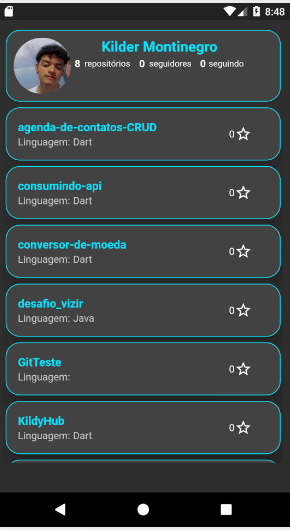 8:48
Kilder Montinegro
8 repositórios 0 seguidores 0 seguindo
agenda-de-contatos-CRUD
Linguagem: Dart
0
consumindo-api
Linguagem: Dart
0
conversor-de-moeda
Linguagem: Dart
0
desafio_vizir
Linguagem: Java
0
GitTeste
Linguagem:
0
KildyHub
Linguagem: Dart
0